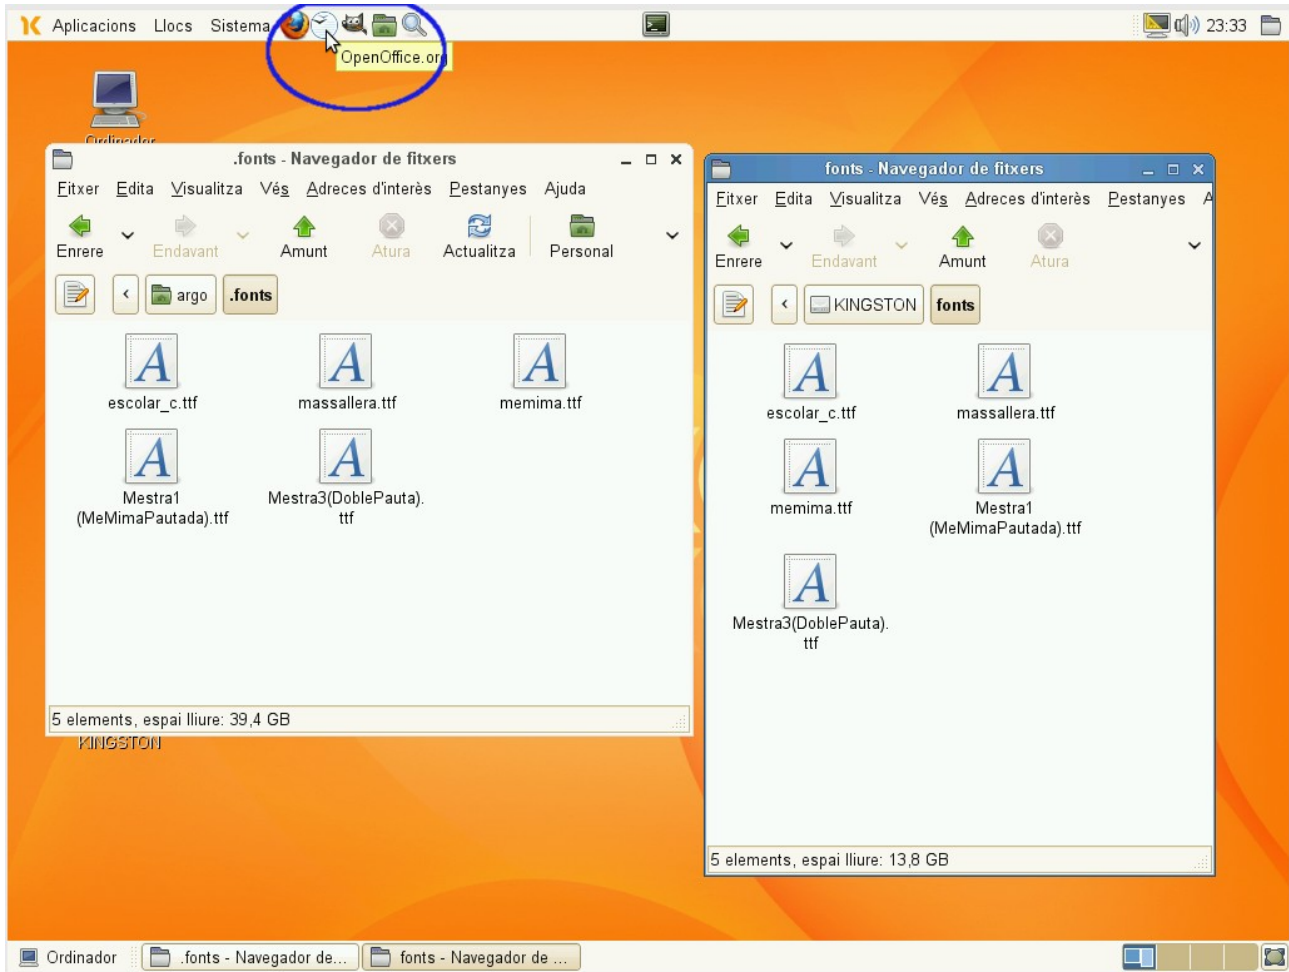 Aplicacions Llocs Sistema 23:33
OpenOffice.org
Ordinador
.fonts - Navegador de fitxers
Fitxer Edita Visualitza Vés Adreces d'interès Pestanyes Ajuda
Enrere Endavant Amunt Atura Actualitza Personal
argo .fonts
escolar_c.ttf massallera.ttf memima.ttf
Mestra1 Mestra3(DoblePauta).
(MeMimaPautada).ttf ttf
5 elements, espai lliure: 39,4 GB
KINGSTON
fonts - Navegador de fitxers
Fitxer Edita Visualitza Vés Adreces d'interès Pestanyes A
Enrere Endavant Amunt Atura
KINGSTON fonts
escolar_c.ttf massallera.ttf
memima.ttf Mestra1
(MeMimaPautada).ttf
Mestra3(DoblePauta).
ttf
5 elements, espai lliure: 13,8 GB
Ordinador .fonts - Navegador de... fonts - Navegador de ...